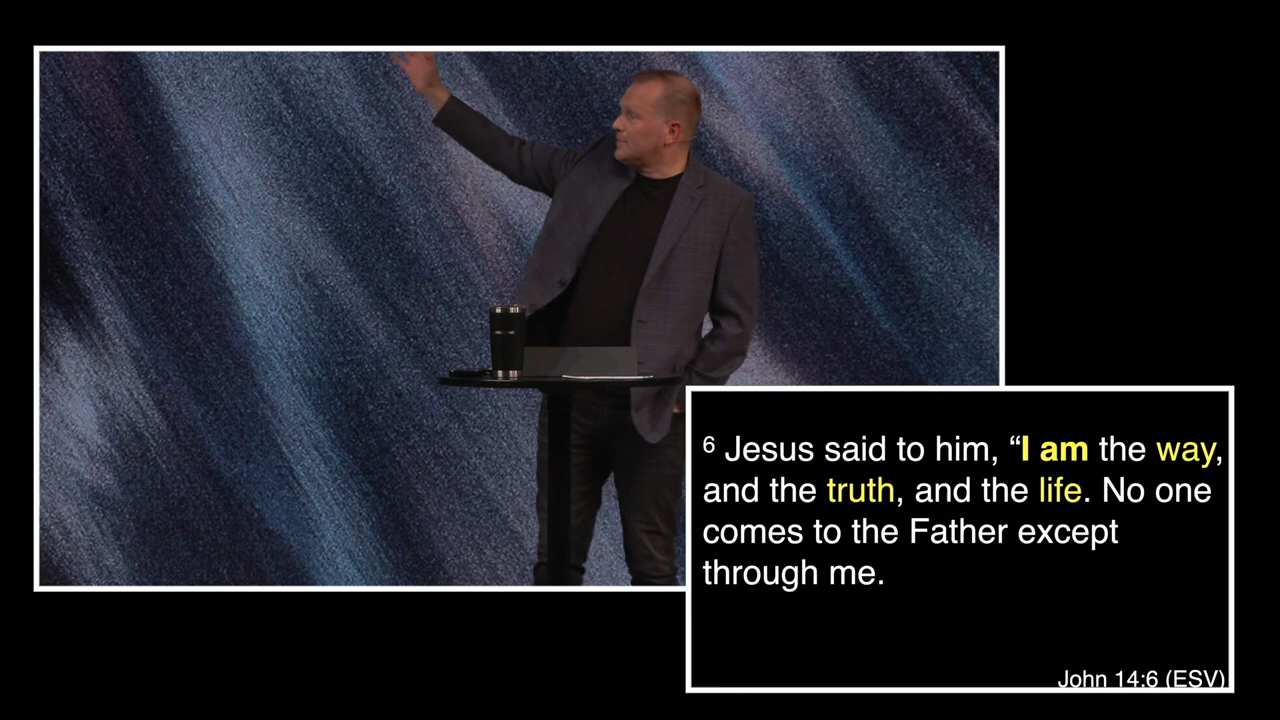 6 Jesus said to him, “I am the way,
and the truth, and the life. No one
comes to the Father except
through me.
John 14:6 (ESV)